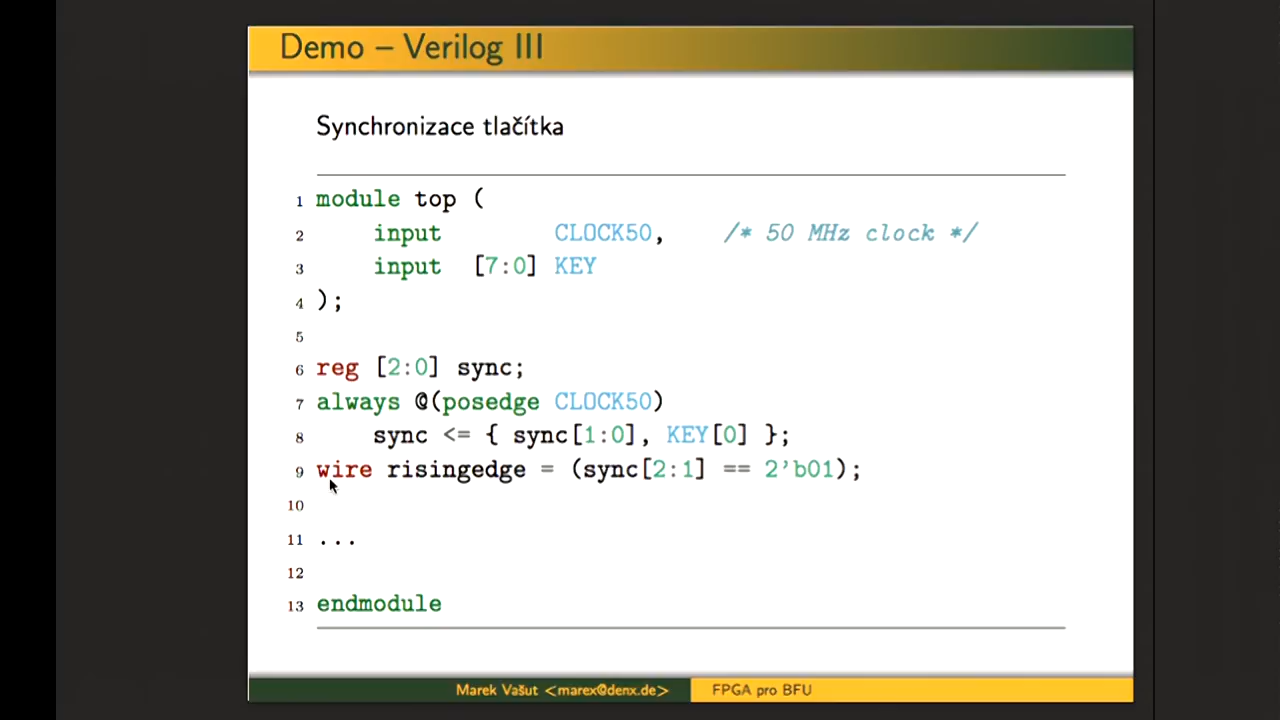 Demo – Verilog III
Synchronizace tlačítka
1 module top (
2 input CLOCK50, /* 50 MHz clock */
3 input [7:0] KEY
4 );
5
6 reg [2:0] sync;
7 always @(posedge CLOCK50)
8 sync <= { sync[1:0], KEY[0] };
9 wire risingedge = (sync[2:1] == 2'b01);
10
11 ...
12
13 endmodule
Marek Vašut <marex@denx.de> FPGA pro BFU